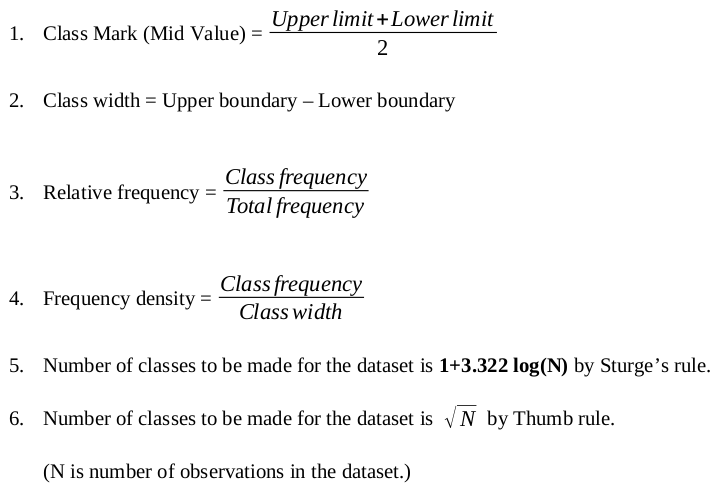 1. Class Mark (Mid Value) = \frac{Upper limit + Lower limit}{2}
2. Class width = Upper boundary – Lower boundary
3. Relative frequency = \frac{Class frequency}{Total frequency}
4. Frequency density = \frac{Class frequency}{Class width}
5. Number of classes to be made for the dataset is 1+3.322 log(N) by Sturge’s rule.
6. Number of classes to be made for the dataset is √N by Thumb rule.
(N is number of observations in the dataset.)